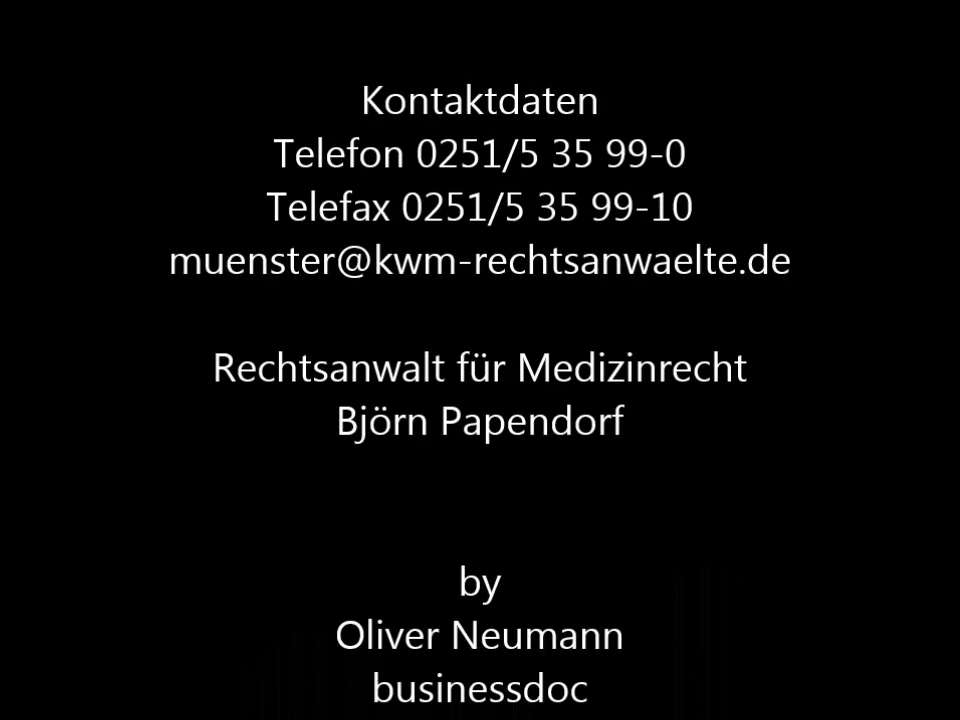 Kontaktdaten
Telefon 0251/5 35 99-0
Telefax 0251/5 35 99-10
muenster@kwm-rechtsanwaelte.de
Rechtsanwalt für Medizinrecht
Björn Papendorf
by
Oliver Neumann
businessdoc